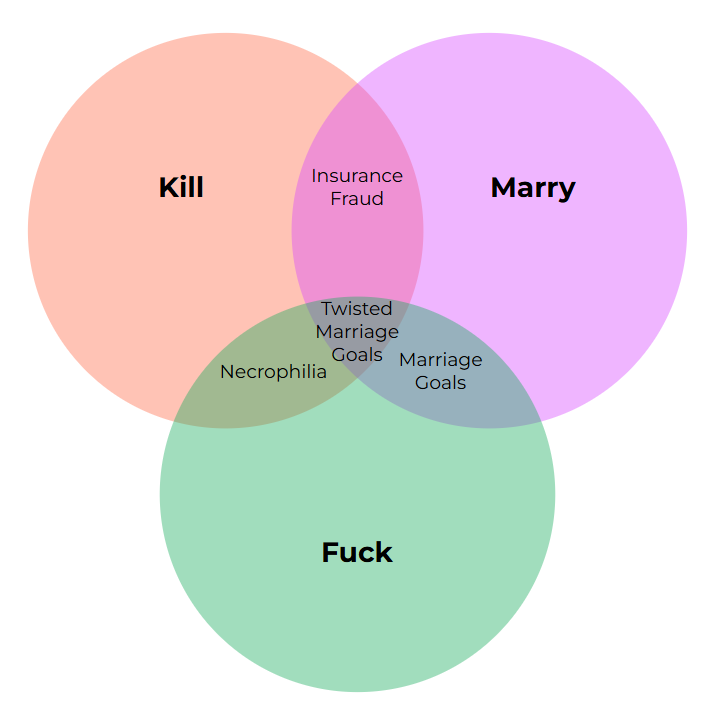 Kill
Marry
Insurance
Fraud
Twisted
Marriage
Goals
Necrophilia
Marriage
Goals
Fuck